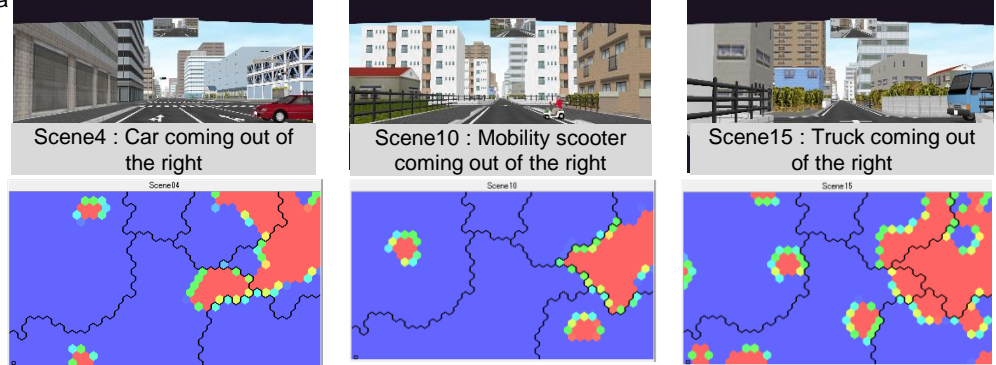 a
Scene4 : Car coming out of
the right
Scene10 : Mobility scooter
coming out of the right
Scene15 : Truck coming out
of the right
Scene04
Scene10
Scene15